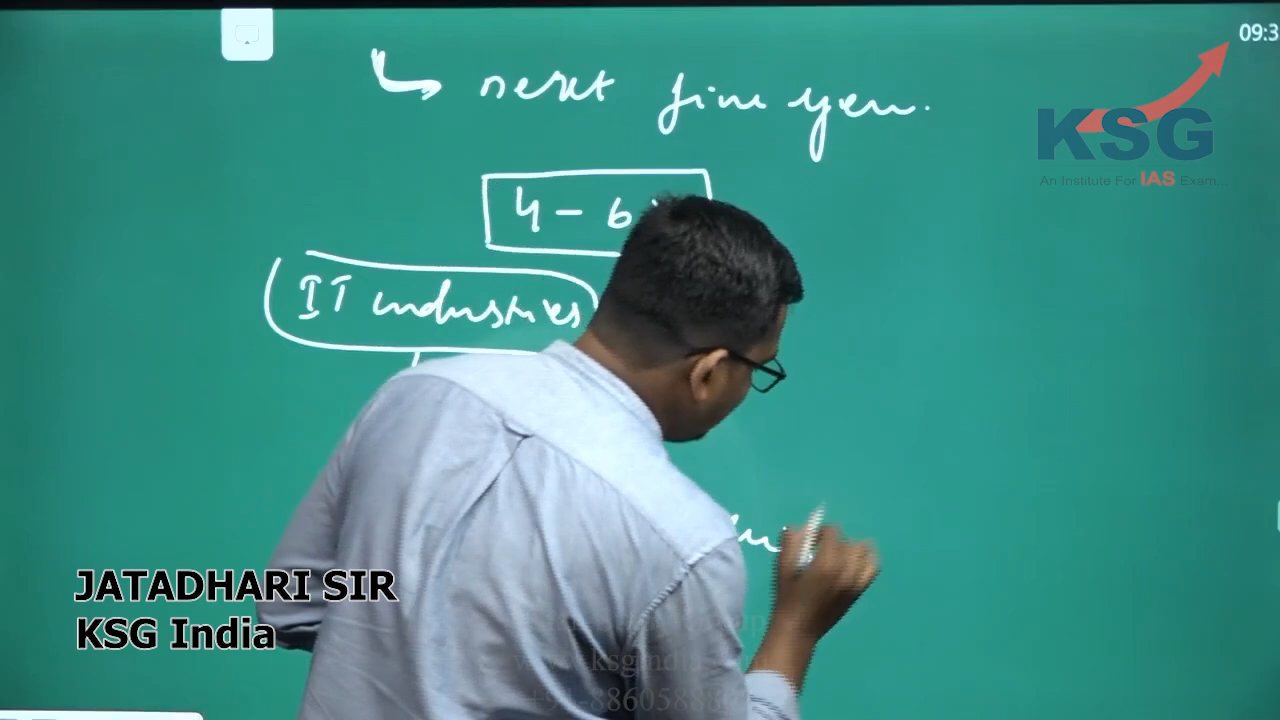 09:3
next five year.
KSG
An Institute For IAS Exam...
4 - 6
IT industries
JATADHARI SIR
KSG India